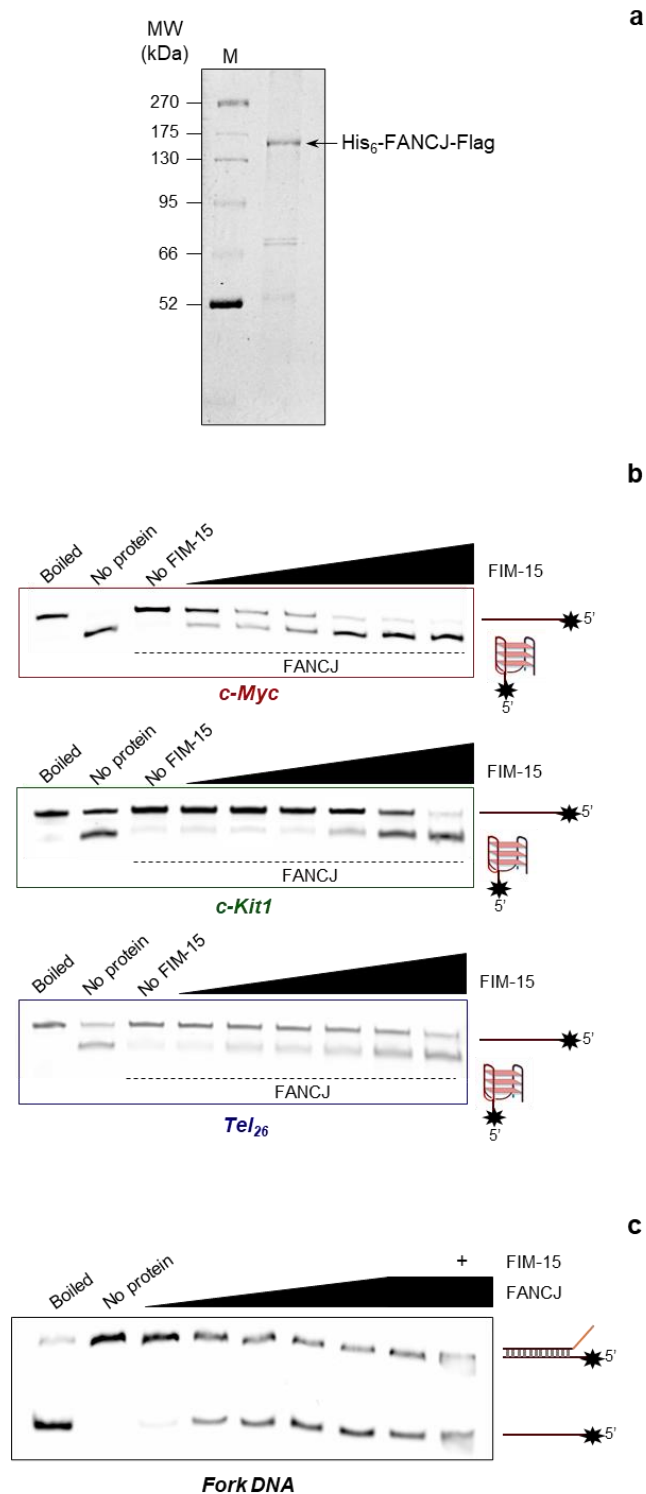 a
MW
(kDa)
M
270
175
130
95
66
52
His6-FANCJ-Flag
b
Boiled
No protein
No FIM-15
FIM-15
5'
FANCJ
5'
c-Myc
Boiled
No protein
No FIM-15
FIM-15
5'
FANCJ
5'
c-Kit1
Boiled
No protein
No FIM-15
FIM-15
5'
FANCJ
5'
Tel26
c
Boiled
No protein
+
FIM-15
FANCJ
5'
5'
Fork DNA